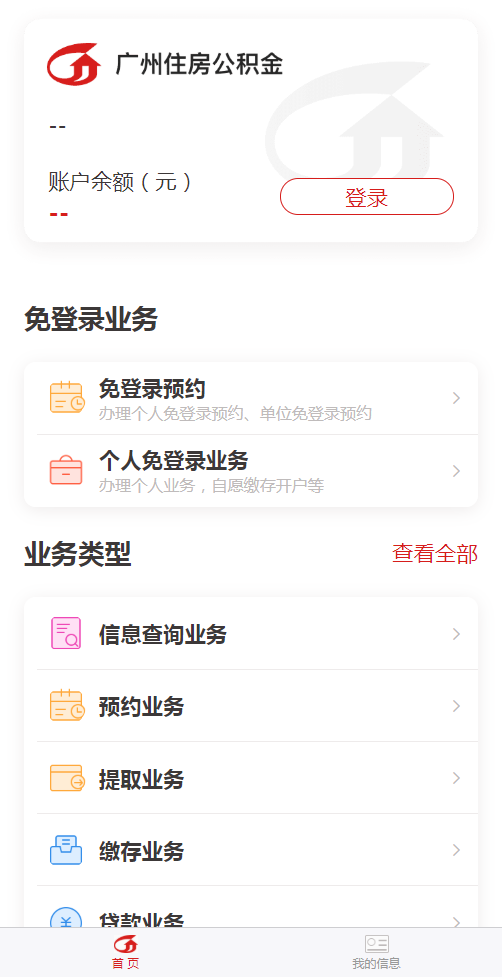 广州住房公积金
--
账户余额（元）
--
登录
免登录业务
免登录预约
办理个人免登录预约、单位免登录预约
个人免登录业务
办理个人业务，自愿缴存开户等
业务类型
查看全部
信息查询业务
预约业务
提取业务
缴存业务
贷款业务
首 页
我的信息